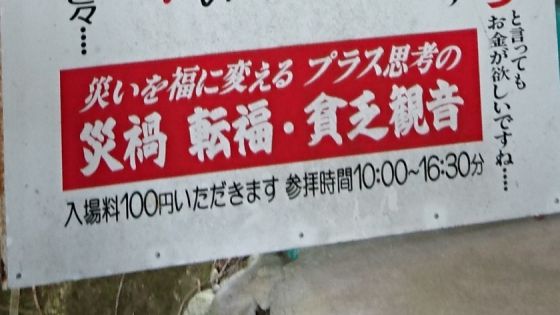 と言っても
お金が欲しいですね……
々……
災いを福に変える プラス思考の
災禍 転福・貧乏観音
入場料100円いただきます 参拝時間10:00~16:30分